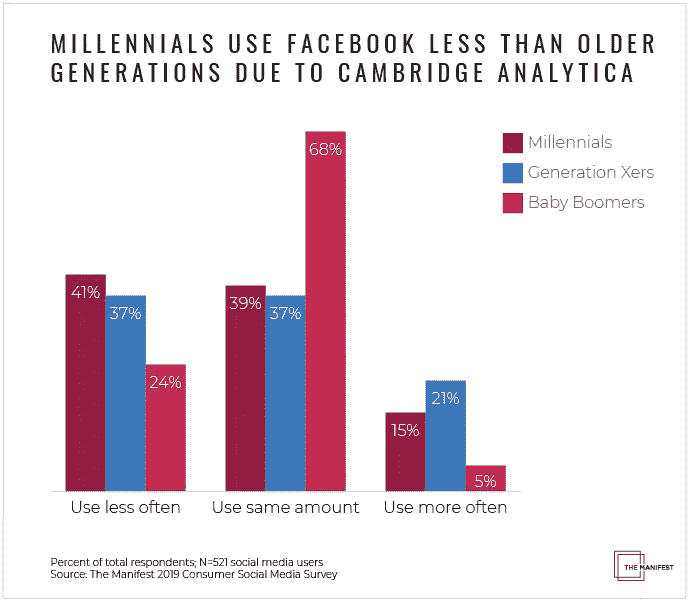 MILLENNIALS USE FACEBOOK LESS THAN OLDER
GENERATIONS DUE TO CAMBRIDGE ANALYTICA
Millennials
Generation Xers
Baby Boomers
41%
37%
24%
39%
37%
68%
15%
21%
5%
Use less often
Use same amount
Use more often
Percent of total respondents; N=521 social media users
Source: The Manifest 2019 Consumer Social Media Survey
THE MANIFEST